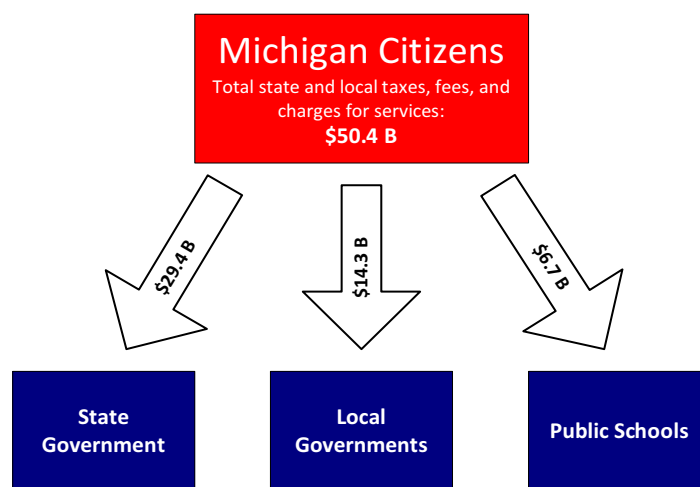 Michigan Citizens
Total state and local taxes, fees, and
charges for services:
$50.4 B
$29.4 B
$14.3 B
$6.7 B
State
Government
Local
Governments
Public Schools